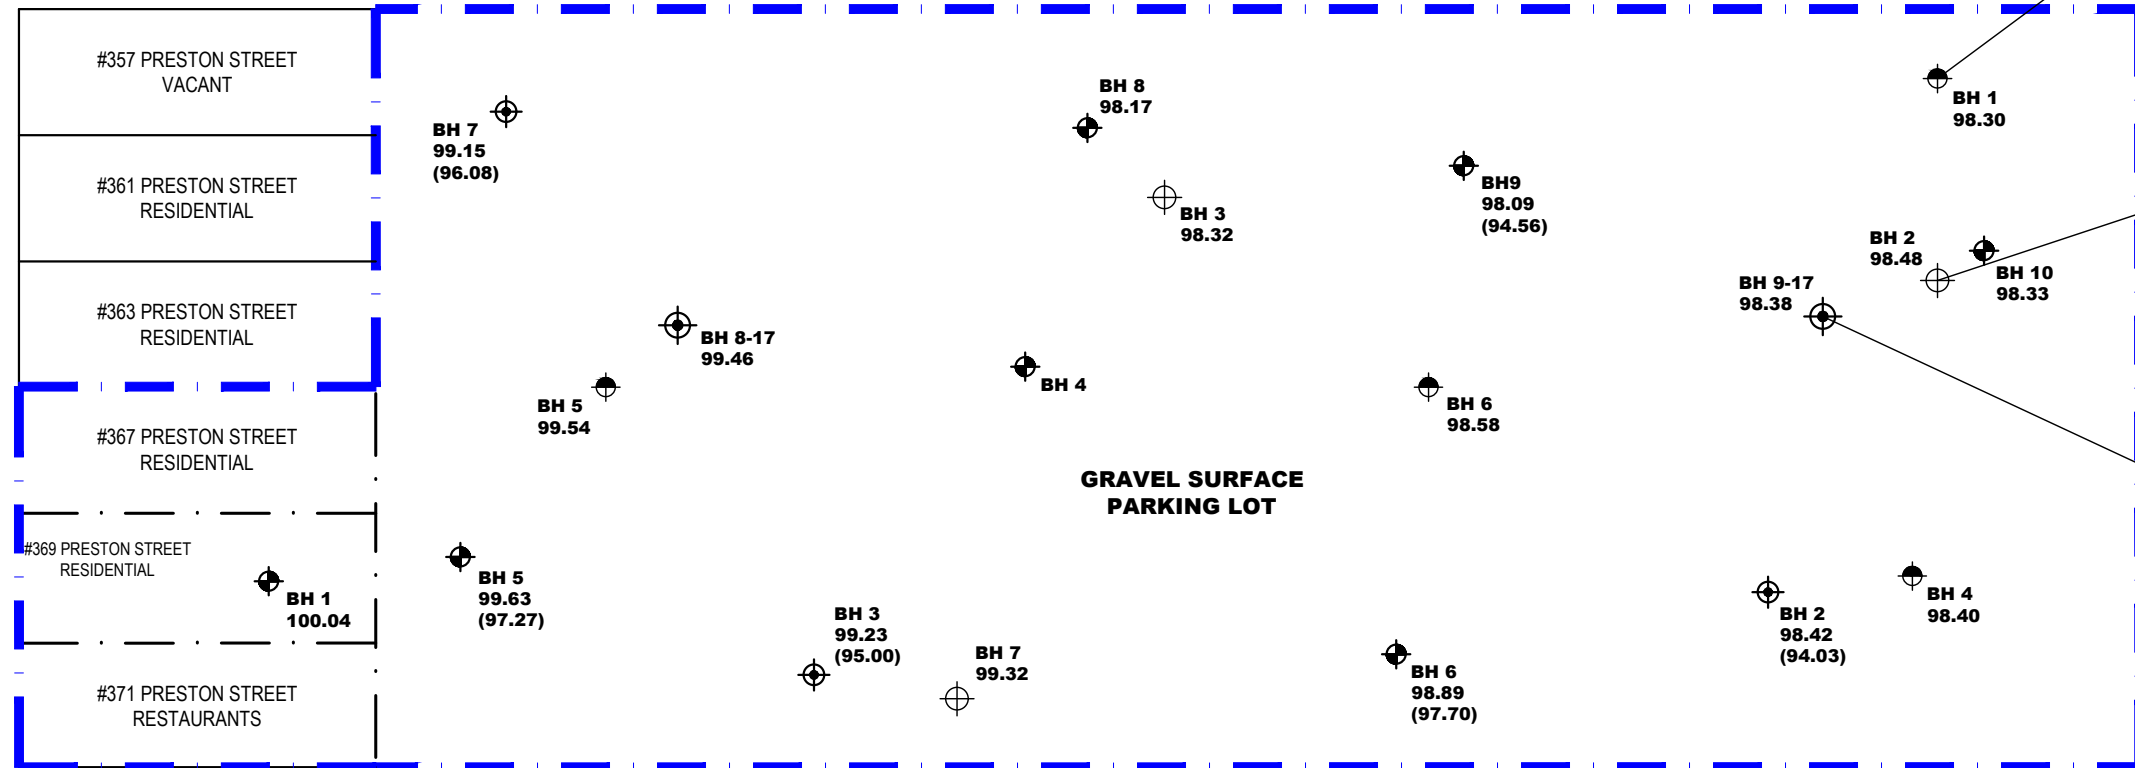 #357 PRESTON STREET
VACANT
#361 PRESTON STREET
RESIDENTIAL
#363 PRESTON STREET
RESIDENTIAL
#367 PRESTON STREET
RESIDENTIAL
#369 PRESTON STREET
RESIDENTIAL
#371 PRESTON STREET
RESTAURANTS
BH 1
100.04
BH 7
99.15
(96.08)
BH 8
98.17
BH 3
98.32
BH9
98.09
(94.56)
BH 1
98.30
BH 2
98.48
BH 10
98.33
BH 9-17
98.38
BH 8-17
99.46
BH 5
99.54
BH 4
BH 6
98.58
GRAVEL SURFACE
PARKING LOT
BH 5
99.63
(97.27)
BH 3
99.23
(95.00)
BH 7
99.32
BH 6
98.89
(97.70)
BH 2
98.42
(94.03)
BH 4
98.40